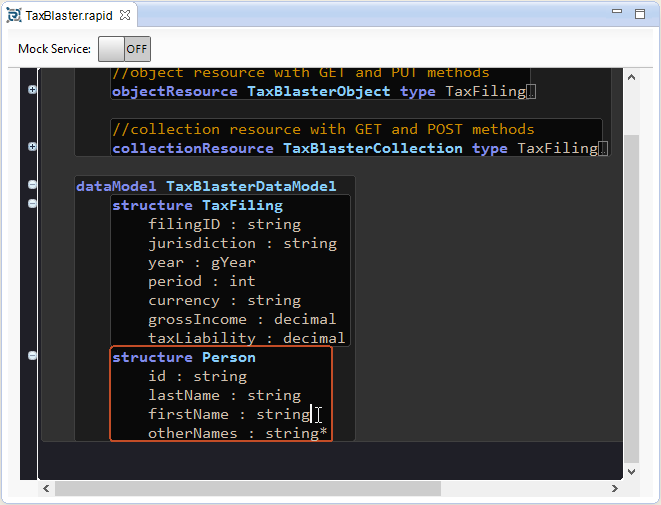 TaxBlaster.rapid
Mock Service: OFF
//object resource with GET and PUT methods
objectResource TaxBlasterObject type TaxFiling
//collection resource with GET and POST methods
collectionResource TaxBlasterCollection type TaxFiling
dataModel TaxBlasterDataModel
structure TaxFiling
filingID : string
jurisdiction : string
year : gYear
period : int
currency : string
grossIncome : decimal
taxLiability : decimal
structure Person
id : string
lastName : string
firstName : string
otherNames : string*